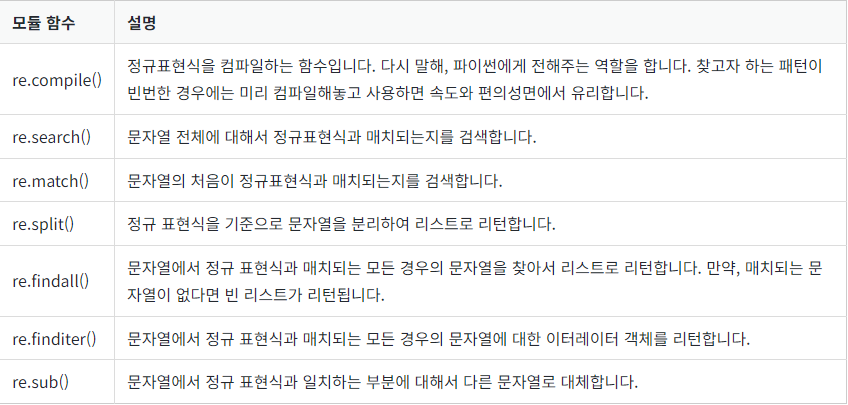 모듈 함수 설명
re.compile() 정규표현식을 컴파일하는 함수입니다. 다시 말해, 파이썬에게 전해주는 역할을 합니다. 찾고자 하는 패턴이
빈번한 경우에는 미리 컴파일해놓고 사용하면 속도와 편의성면에서 유리합니다.
re.search() 문자열 전체에 대해서 정규표현식과 매치되는지를 검색합니다.
re.match() 문자열의 처음이 정규표현식과 매치되는지를 검색합니다.
re.split() 정규 표현식을 기준으로 문자열을 분리하여 리스트로 리턴합니다.
re.findall() 문자열에서 정규 표현식과 매치되는 모든 경우의 문자열을 찾아서 리스트로 리턴합니다. 만약, 매치되는 문
자열이 없다면 빈 리스트가 리턴됩니다.
re.finditer() 문자열에서 정규 표현식과 매치되는 모든 경우의 문자열에 대한 이터레이터 객체를 리턴합니다.
re.sub() 문자열에서 정규 표현식과 일치하는 부분에 대해서 다른 문자열로 대체합니다.